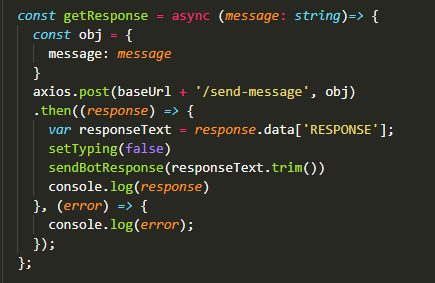 const getResponse = async (message: string)=> {
  const obj = {
    message: message
  }
  axios.post(baseUrl + '/send-message', obj)
  .then((response) => {
    var responseText = response.data['RESPONSE'];
    setTyping(false)
    sendBotResponse(responseText.trim())
    console.log(response)
  }, (error) => {
    console.log(error);
  });
};